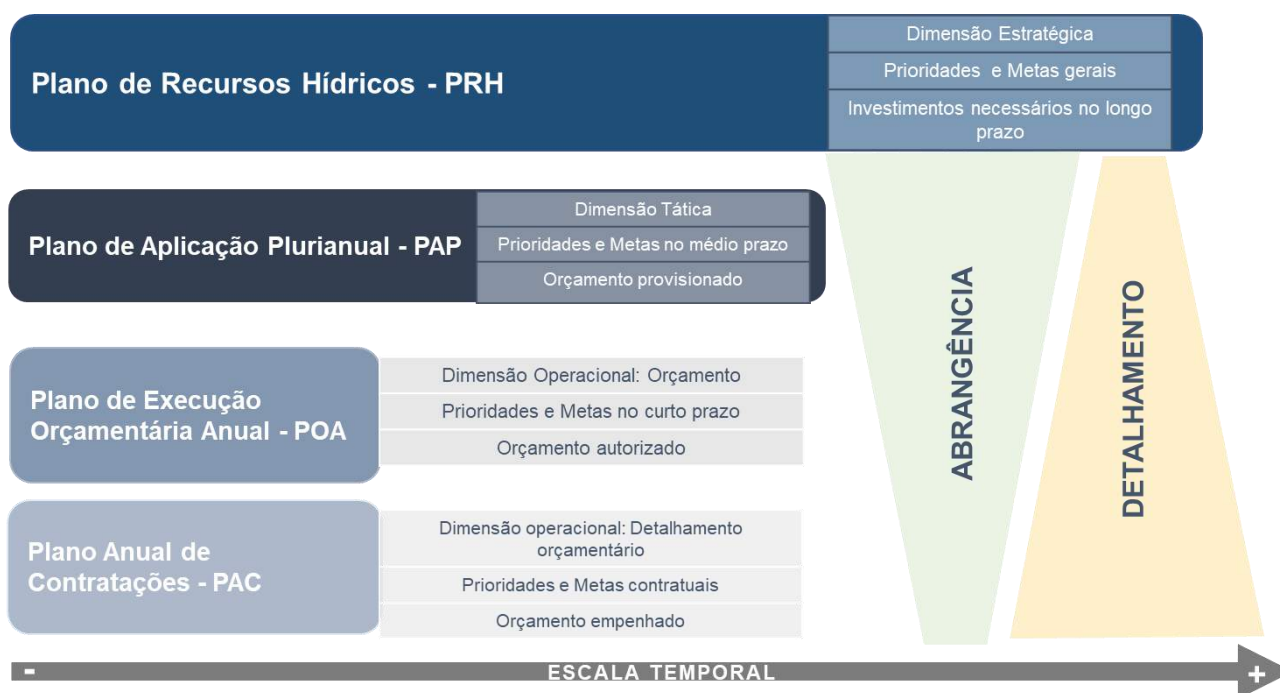 Plano de Recursos Hídricos - PRH
Dimensão Estratégica
Prioridades e Metas gerais
Investimentos necessários no longo
prazo
Plano de Aplicação Plurianual - PAP
Dimensão Tática
Prioridades e Metas no médio prazo
Orçamento provisionado
Plano de Execução
Orçamentária Anual - POA
Dimensão Operacional: Orçamento
Prioridades e Metas no curto prazo
Orçamento autorizado
Plano Anual de
Contratações - PAC
Dimensão operacional: Detalhamento
orçamentário
Prioridades e Metas contratuais
Orçamento empenhado
ABRANGÊNCIA
DETALHAMENTO
- ESCALA TEMPORAL +